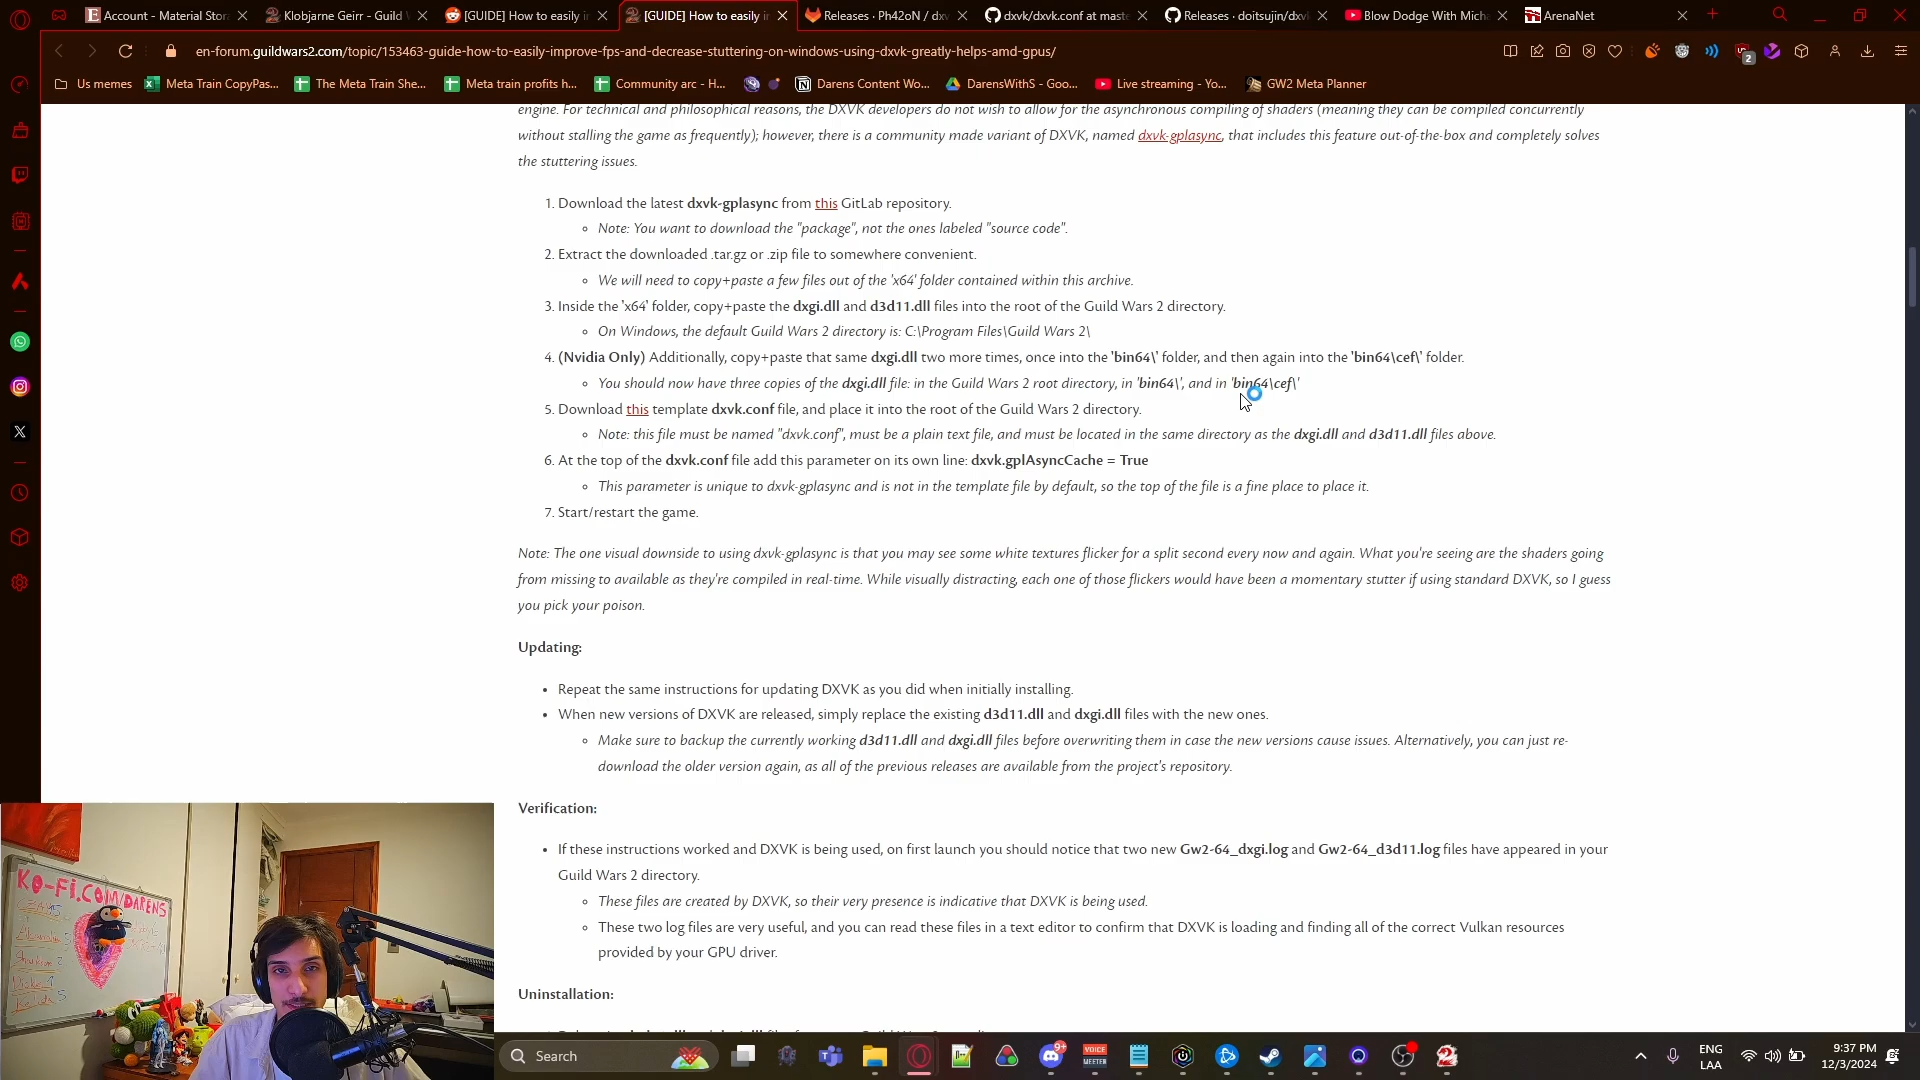 Account - Material Stora
Klobjarne Geirr - Guild W
[GUIDE] How to easily in
[GUIDE] How to easily in
Releases · Ph42oN / dxv
dxvk/dxvk.conf at maste
Releases · doitsujin/dxvk
Blow Dodge With Micha
ArenaNet
en-forum.guildwars2.com/topic/153463-guide-how-to-easily-improve-fps-and-decrease-stuttering-on-windows-using-dxvk-greatly-helps-amd-gpus/
2
Us memes
Meta Train CopyPas...
The Meta Train She...
Meta train profits h...
Community arc - H...
Darens Content Wo...
DarensWithS - Goo...
Live streaming - Yo...
GW2 Meta Planner
engine. For technical and philosophical reasons, the DXVK developers do not wish to allow for the asynchronous compiling of shaders (meaning they can be compiled concurrently
without stalling the game as frequently); however, there is a community made variant of DXVK, named dxvk-gplasync, that includes this feature out-of-the-box and completely solves
the stuttering issues.
1. Download the latest dxvk-gplasync from this GitLab repository.
Note: You want to download the "package", not the ones labeled "source code".
2. Extract the downloaded .tar.gz or .zip file to somewhere convenient.
We will need to copy+paste a few files out of the 'x64' folder contained within this archive.
3. Inside the 'x64' folder, copy+paste the dxgi.dll and d3d11.dll files into the root of the Guild Wars 2 directory.
On Windows, the default Guild Wars 2 directory is: C:\Program Files\Guild Wars 2\
4. (Nvidia Only) Additionally, copy+paste that same dxgi.dll two more times, once into the 'bin64\' folder, and then again into the 'bin64\cef\' folder.
You should now have three copies of the dxgi.dll file: in the Guild Wars 2 root directory, in 'bin64\', and in 'bin64\cef\'
5. Download this template dxvk.conf file, and place it into the root of the Guild Wars 2 directory.
Note: this file must be named "dxvk.conf", must be a plain text file, and must be located in the same directory as the dxgi.dll and d3d11.dll files above.
6. At the top of the dxvk.conf file add this parameter on its own line: dxvk.gplAsyncCache = True
This parameter is unique to dxvk-gplasync and is not in the template file by default, so the top of the file is a fine place to place it.
7. Start/restart the game.
Note: The one visual downside to using dxvk-gplasync is that you may see some white textures flicker for a split second every now and again. What you're seeing are the shaders going
from missing to available as they're compiled in real-time. While visually distracting, each one of those flickers would have been a momentary stutter if using standard DXVK, so I guess
you pick your poison.
Updating:
Repeat the same instructions for updating DXVK as you did when initially installing.
When new versions of DXVK are released, simply replace the existing d3d11.dll and dxgi.dll files with the new ones.
Make sure to backup the currently working d3d11.dll and dxgi.dll files before overwriting them in case the new versions cause issues. Alternatively, you can just re-
download the older version again, as all of the previous releases are available from the project's repository.
Verification:
If these instructions worked and DXVK is being used, on first launch you should notice that two new Gw2-64_dxgi.log and Gw2-64_d3d11.log files have appeared in your
Guild Wars 2 directory.
These files are created by DXVK, so their very presence is indicative that DXVK is being used.
These two log files are very useful, and you can read these files in a text editor to confirm that DXVK is loading and finding all of the correct Vulkan resources
provided by your GPU driver.
Uninstallation:
KO-FI.COM/DARENS
Search
9+
VOICE
MEETER
ENG
LAA
9:37 PM
12/3/2024